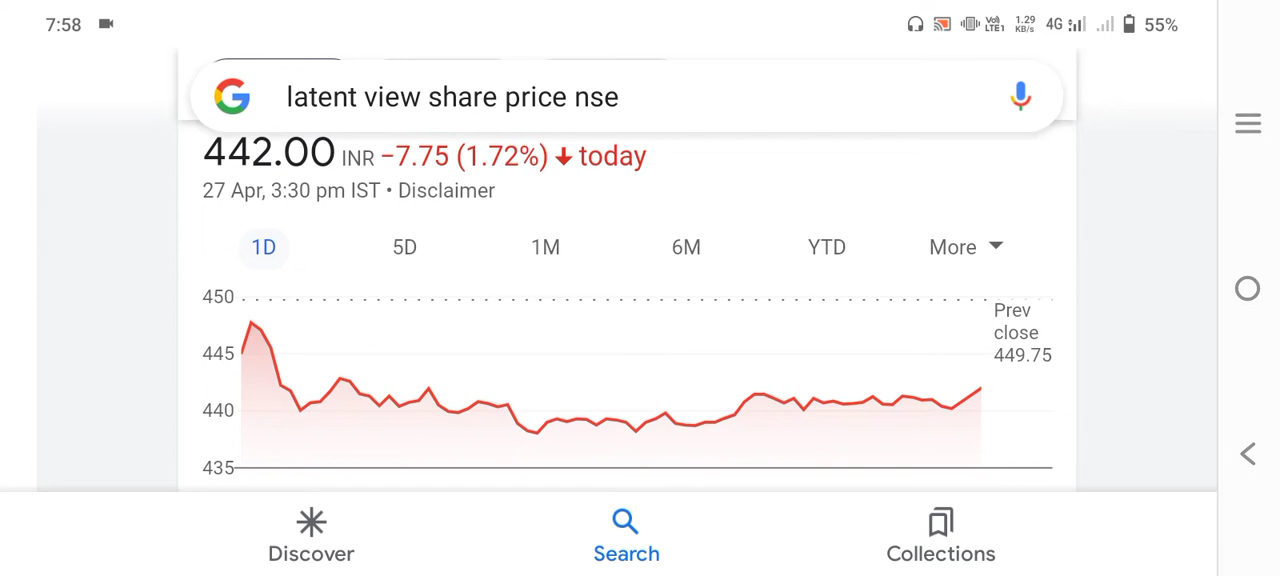 7:58
Vo) LTE1 1.29 KB/s 4G 55%
latent view share price nse
442.00 INR −7.75 (1.72%) today
27 Apr, 3:30 pm IST • Disclaimer
1D 5D 1M 6M YTD More
450
Prev close 449.75
445
440
435
Discover Search Collections